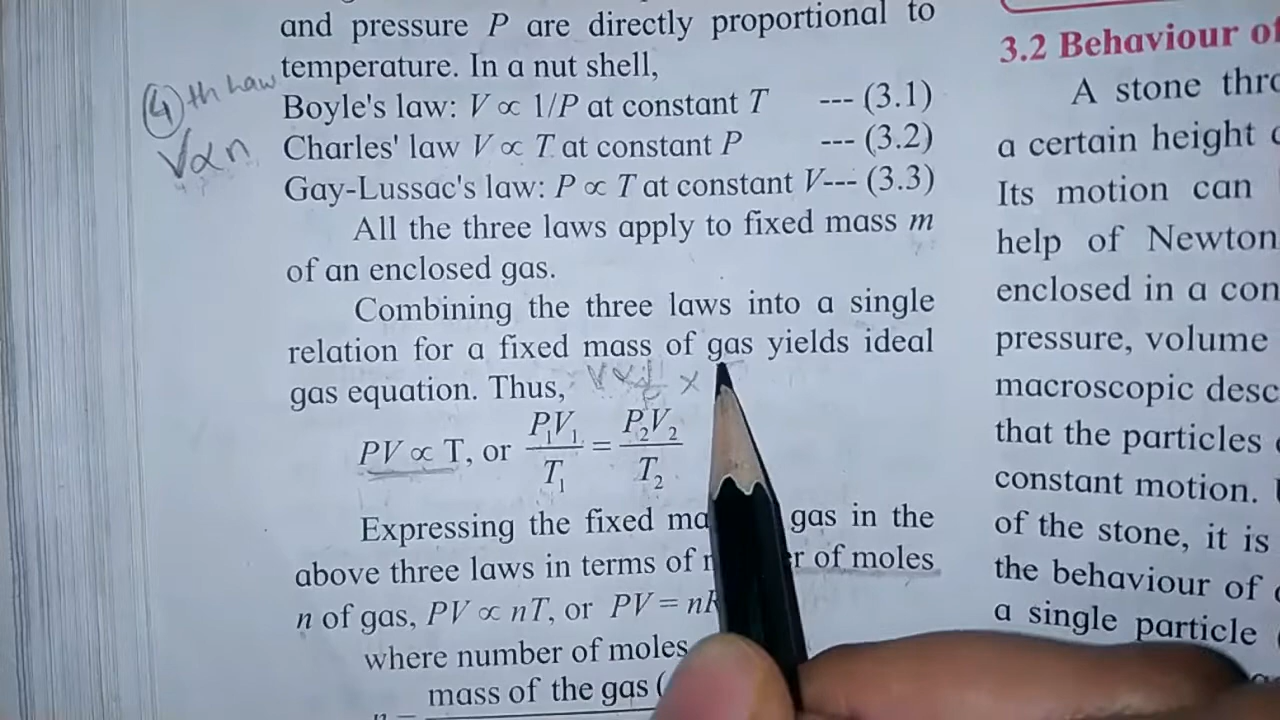 and pressure P are directly proportional to
temperature. In a nut shell,
Boyle's law: V ∝ 1/P at constant T --- (3.1)
Charles' law V ∝ T at constant P --- (3.2)
Gay-Lussac's law: P ∝ T at constant V--- (3.3)
All the three laws apply to fixed mass m
of an enclosed gas.
Combining the three laws into a single
relation for a fixed mass of gas yields ideal
gas equation. Thus,
PV ∝ T, or P₁V₁/T₁ = P₂V₂/T₂
Expressing the fixed gas in the
above three laws in terms of of moles
n of gas, PV ∝ nT, or PV = n
where number of moles
mass of the gas (
④ th Law
V∝n
3.2 Behaviour of
A stone
a certain height
Its motion can
help of Newton
enclosed in a
pressure, volume
macroscopic
that the particles
constant motion.
of the stone, it is
the behaviour of
a single particle